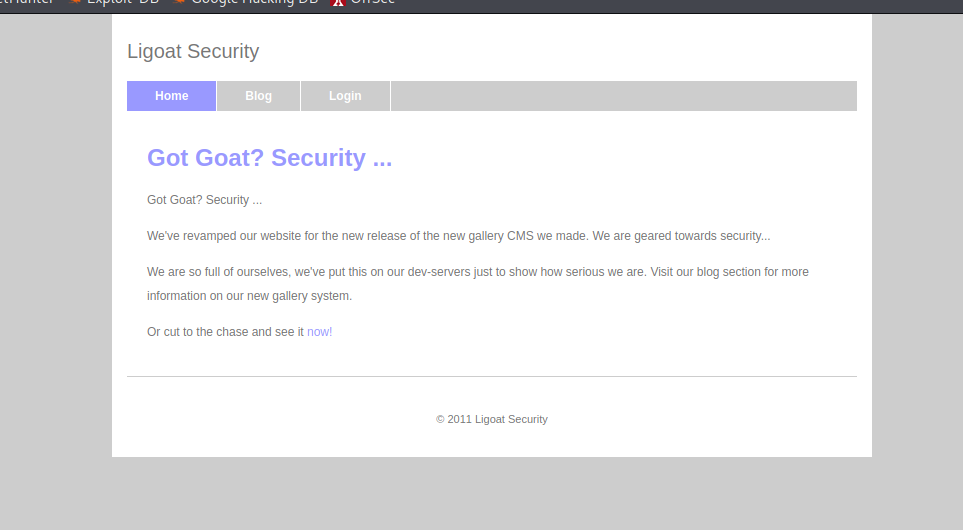 Exploit-DB Google Hacking DB OffSec
Ligoat Security
Home Blog Login
Got Goat? Security ...
Got Goat? Security ...
We've revamped our website for the new release of the new gallery CMS we made. We are geared towards security...
We are so full of ourselves, we've put this on our dev-servers just to show how serious we are. Visit our blog section for more
information on our new gallery system.
Or cut to the chase and see it now!
© 2011 Ligoat Security